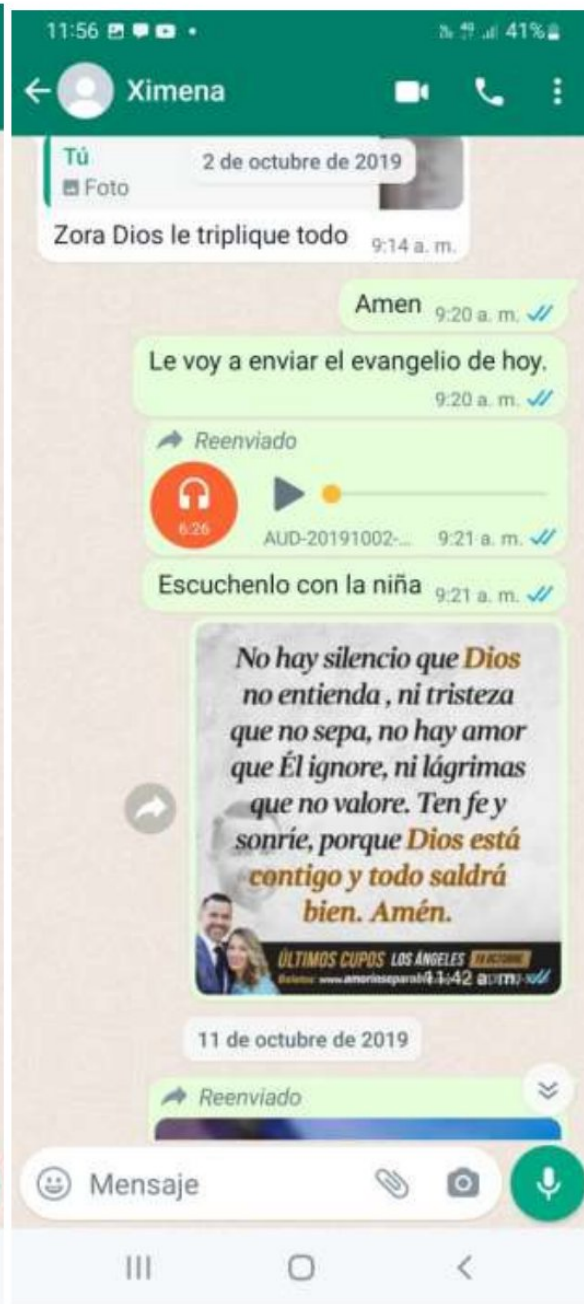 11:56
41%
Ximena
Tú
2 de octubre de 2019
Foto
Zora Dios le triplique todo 9:14 a. m.
Amen 9:20 a. m.
Le voy a enviar el evangelio de hoy.
9:20 a. m.
Reenviado
6:26
AUD-20191002-... 9:21 a. m.
Escuchenlo con la niña 9:21 a. m.
No hay silencio que Dios
no entienda , ni tristeza
que no sepa, no hay amor
que Él ignore, ni lágrimas
que no valore. Ten fe y
sonríe, porque Dios está
contigo y todo saldrá
bien. Amén.
ÚLTIMOS CUPOS LOS ÁNGELES
11:42 a. m.
11 de octubre de 2019
Reenviado
Mensaje